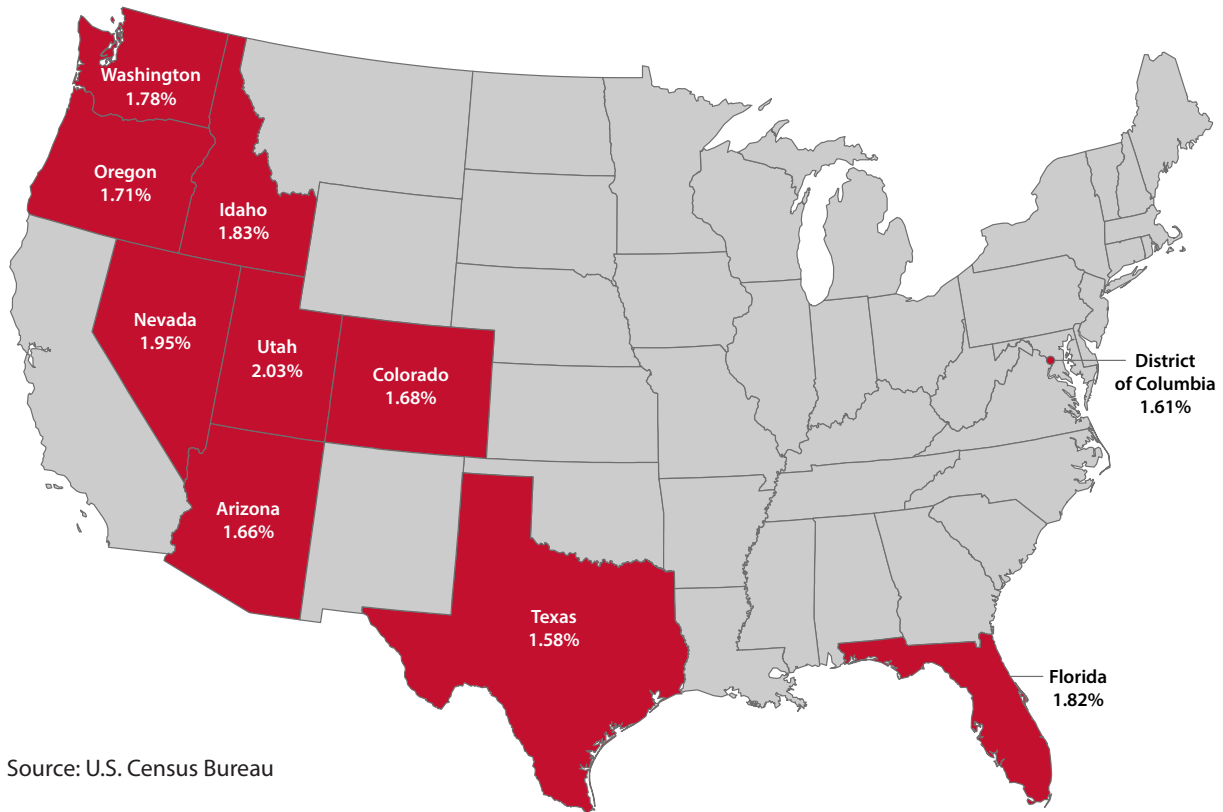 Washington
1.78%
Oregon
1.71%
Idaho
1.83%
Nevada
1.95%
Utah
2.03%
Colorado
1.68%
District
of Columbia
1.61%
Arizona
1.66%
Texas
1.58%
Florida
1.82%
Source: U.S. Census Bureau